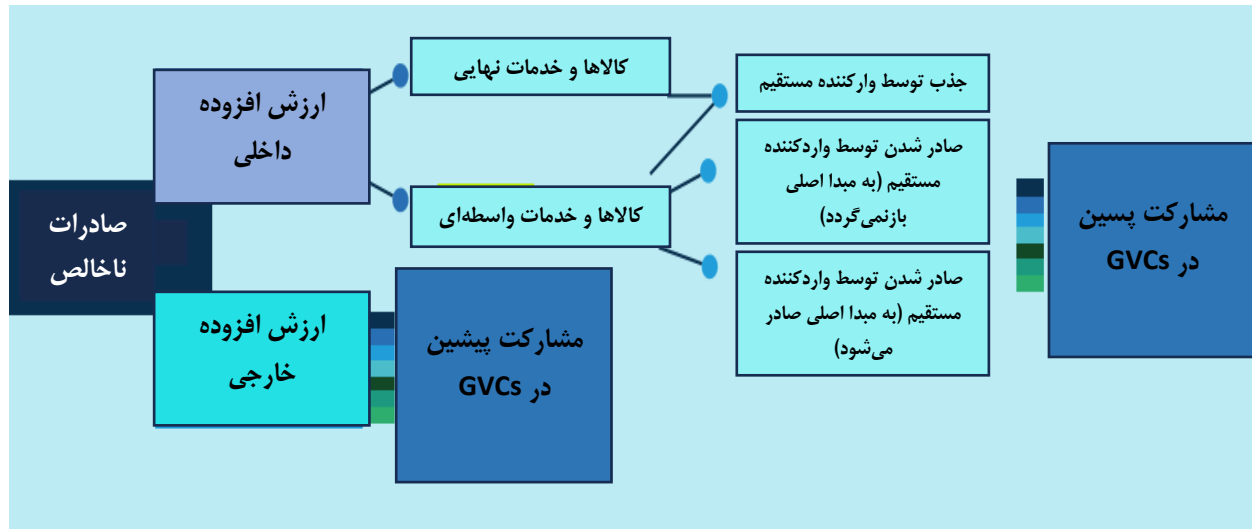 صادرات
ناخالص
ارزش افزوده
داخلی
ارزش افزوده
خارجی
کالاها و خدمات نهایی
کالاها و خدمات واسطه‌ای
مشارکت پیشین
در GVCs
جذب توسط وارکننده مستقیم
صادر شدن توسط واردکننده
مستقیم (به مبدا اصلی
بازنمی‌گردد)
صادر شدن توسط واردکننده
مستقیم (به مبدا اصلی صادر
می‌شود)
مشارکت پسین
در GVCs